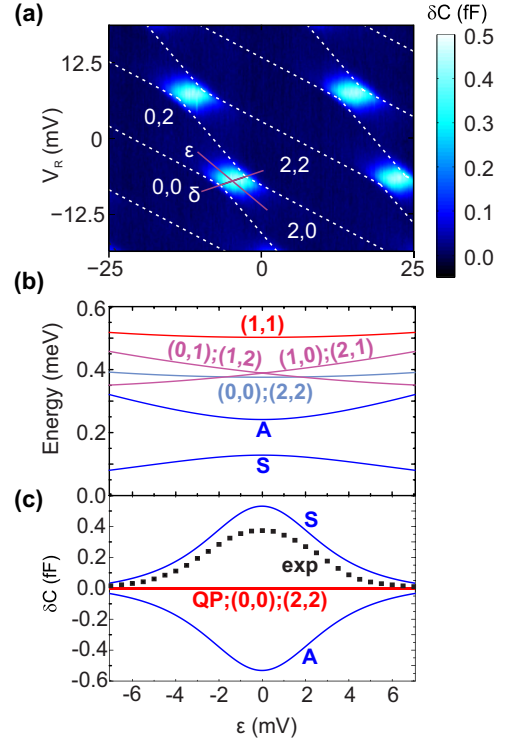 (a)
δC (fF)
V_R (mV)
12.5
0
−12.5
0,2
ε
0,0
δ
2,2
2,0
−25
0
25
0.5
0.4
0.3
0.2
0.1
0.0
(b)
Energy (meV)
0.6
0.4
0.2
0.0
(1,1)
(0,1);(1,2)
(1,0);(2,1)
(0,0);(2,2)
A
S
(c)
δC (fF)
0.4
0.2
0.0
-0.2
-0.4
-0.6
S
exp
QP;(0,0);(2,2)
A
-6
−4
−2
0
2
4
6
ε (mV)